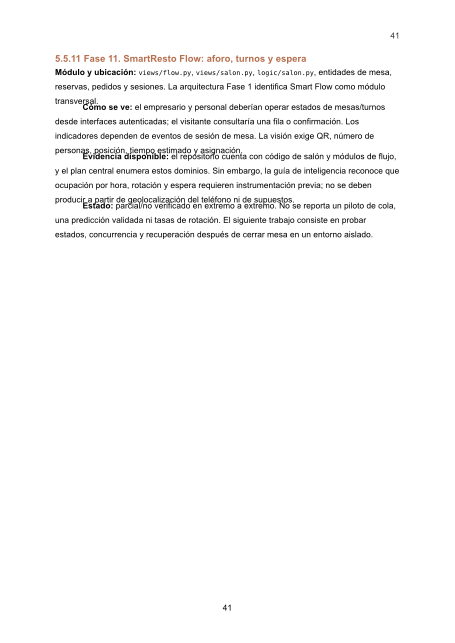 41
5.5.11 Fase 11. SmartResto Flow: aforo, turnos y espera
Módulo y ubicación: views/flow.py, views/salon.py, logic/salon.py, entidades de mesa,
reservas, pedidos y sesiones. La arquitectura Fase 1 identifica Smart Flow como módulo
transversal.
Cómo se ve: el empresario y personal deberían operar estados de mesas/turnos
desde interfaces autenticadas; el visitante consultaría una fila o confirmación. Los
indicadores dependen de eventos de sesión de mesa. La visión exige QR, número de
personas, posición, tiempo estimado y asignación.
Evidencia disponible: el repositorio cuenta con código de salón y módulos de flujo,
y el plan central enumera estos dominios. Sin embargo, la guía de inteligencia reconoce que
ocupación por hora, rotación y espera requieren instrumentación previa; no se deben
producir a partir de geolocalización del teléfono ni de supuestos.
Estado: parcial/no verificado en extremo a extremo. No se reporta un piloto de cola,
una predicción validada ni tasas de rotación. El siguiente trabajo consiste en probar
estados, concurrencia y recuperación después de cerrar mesa en un entorno aislado.
41